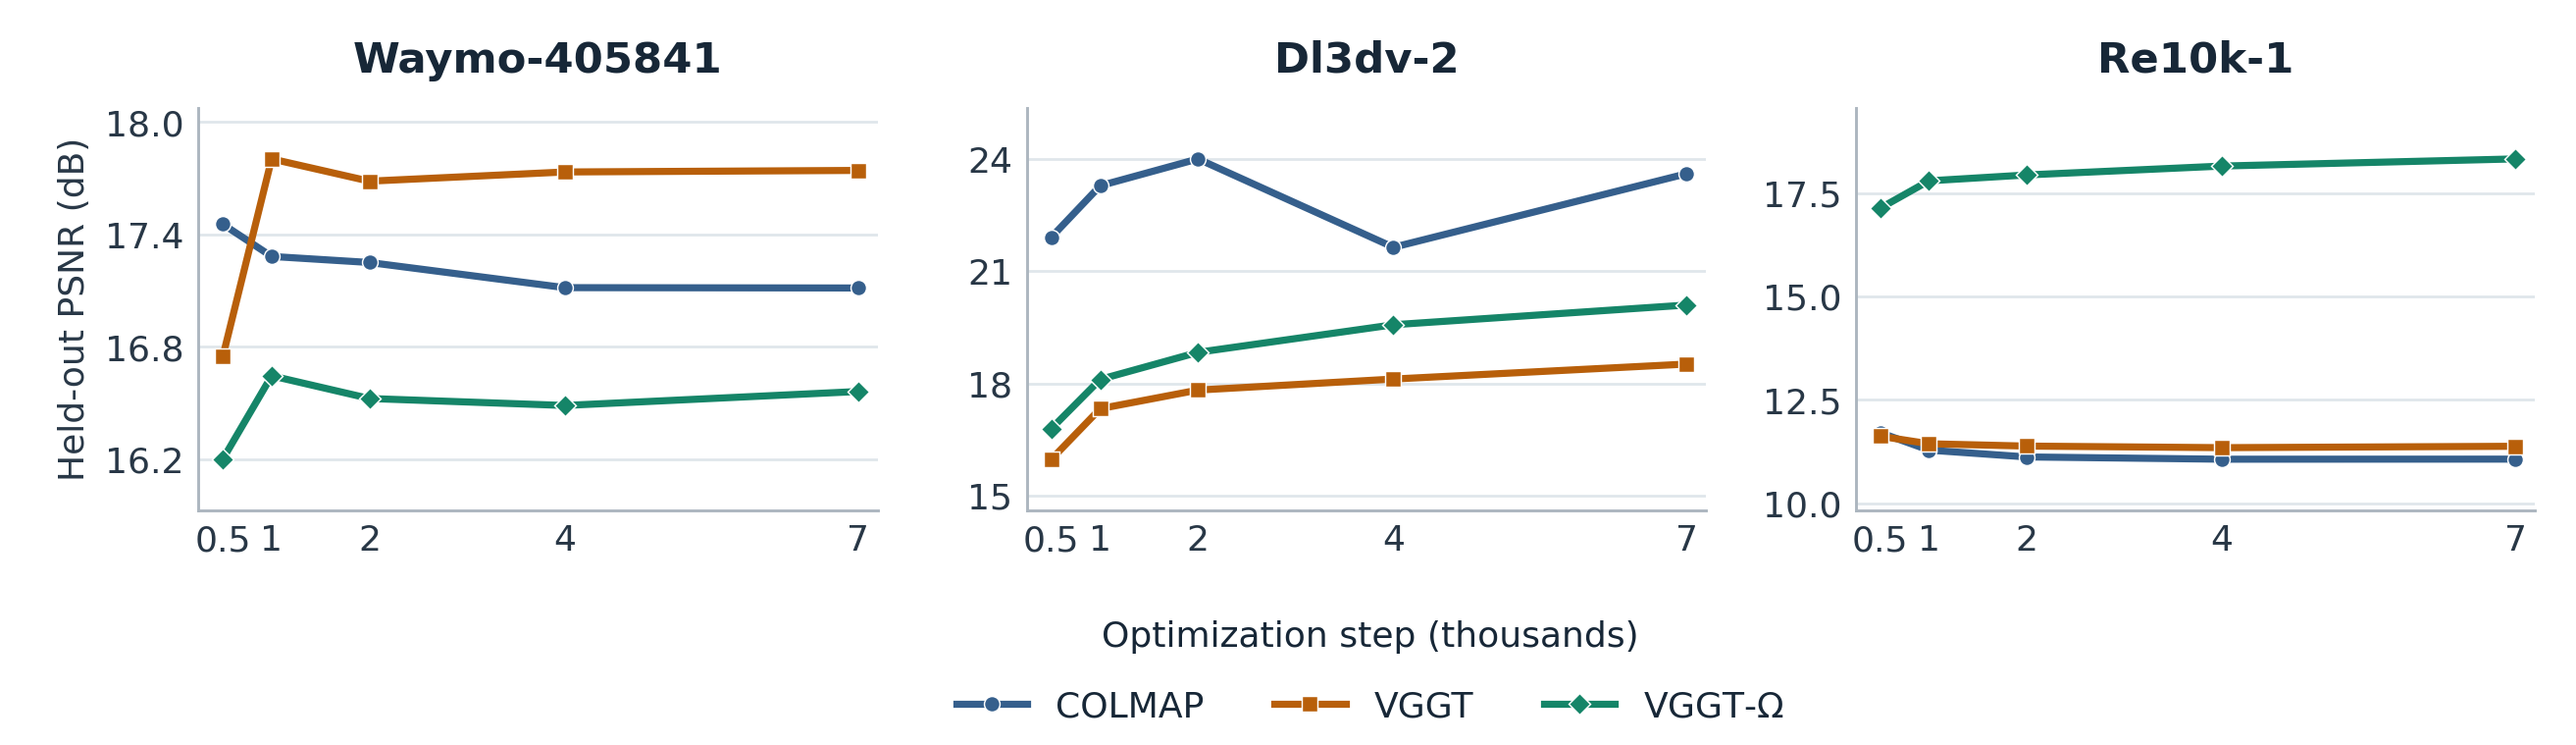 Waymo-405841
Dl3dv-2
Re10k-1
Held-out PSNR (dB)
18.0
17.4
16.8
16.2
0.5 1 2 4 7
24
21
18
15
0.5 1 2 4 7
17.5
15.0
12.5
10.0
0.5 1 2 4 7
Optimization step (thousands)
COLMAP VGGT VGGT-Ω